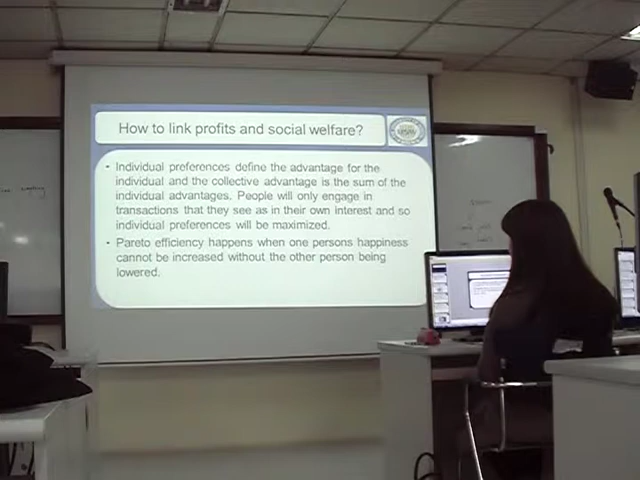 How to link profits and social welfare?
• Individual preferences define the advantage for the
individual and the collective advantage is the sum of the
individual advantages. People will only engage in
transactions that they see as in their own interest and so
individual preferences will be maximized.
• Pareto efficiency happens when one persons happiness
cannot be increased without the other person being
lowered.